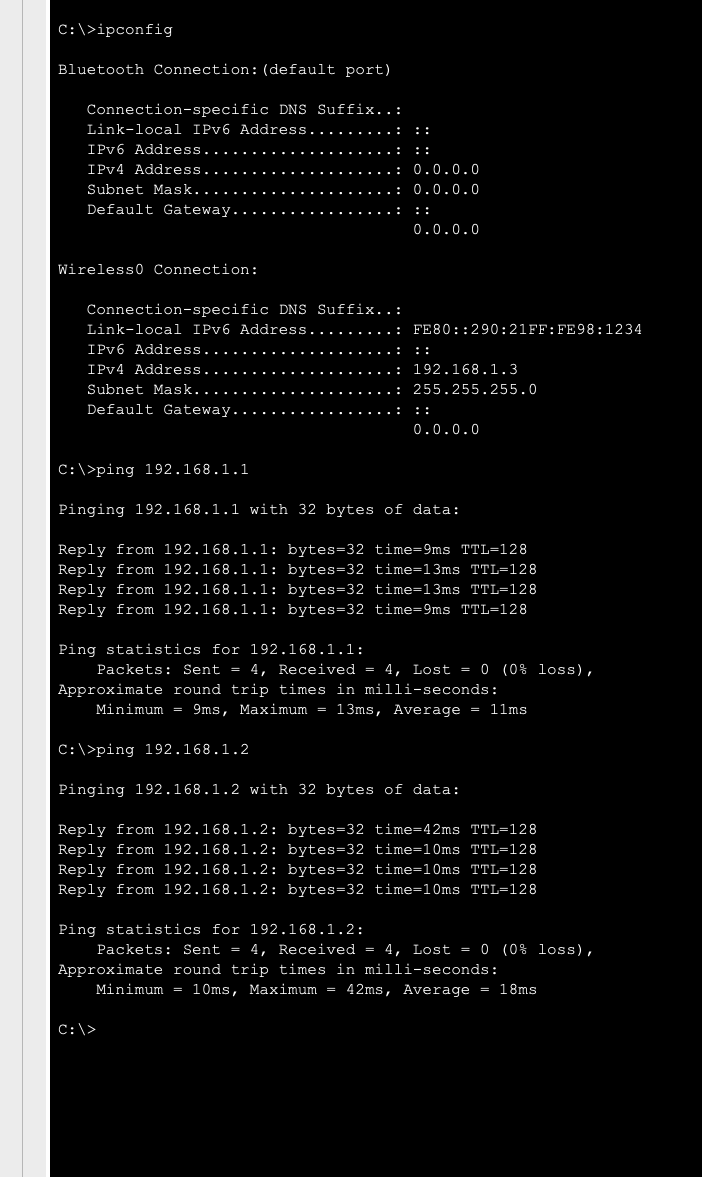 C:\>ipconfig
Bluetooth Connection:(default port)
Connection-specific DNS Suffix..:
Link-local IPv6 Address.........: ::
IPv6 Address....................: ::
IPv4 Address....................: 0.0.0.0
Subnet Mask.....................: 0.0.0.0
Default Gateway.................: ::
0.0.0.0
Wireless0 Connection:
Connection-specific DNS Suffix..:
Link-local IPv6 Address.........: FE80::290:21FF:FE98:1234
IPv6 Address....................: ::
IPv4 Address....................: 192.168.1.3
Subnet Mask.....................: 255.255.255.0
Default Gateway.................: ::
0.0.0.0
C:\>ping 192.168.1.1
Pinging 192.168.1.1 with 32 bytes of data:
Reply from 192.168.1.1: bytes=32 time=9ms TTL=128
Reply from 192.168.1.1: bytes=32 time=13ms TTL=128
Reply from 192.168.1.1: bytes=32 time=13ms TTL=128
Reply from 192.168.1.1: bytes=32 time=9ms TTL=128
Ping statistics for 192.168.1.1:
Packets: Sent = 4, Received = 4, Lost = 0 (0% loss),
Approximate round trip times in milli-seconds:
Minimum = 9ms, Maximum = 13ms, Average = 11ms
C:\>ping 192.168.1.2
Pinging 192.168.1.2 with 32 bytes of data:
Reply from 192.168.1.2: bytes=32 time=42ms TTL=128
Reply from 192.168.1.2: bytes=32 time=10ms TTL=128
Reply from 192.168.1.2: bytes=32 time=10ms TTL=128
Reply from 192.168.1.2: bytes=32 time=10ms TTL=128
Ping statistics for 192.168.1.2:
Packets: Sent = 4, Received = 4, Lost = 0 (0% loss),
Approximate round trip times in milli-seconds:
Minimum = 10ms, Maximum = 42ms, Average = 18ms
C:\>